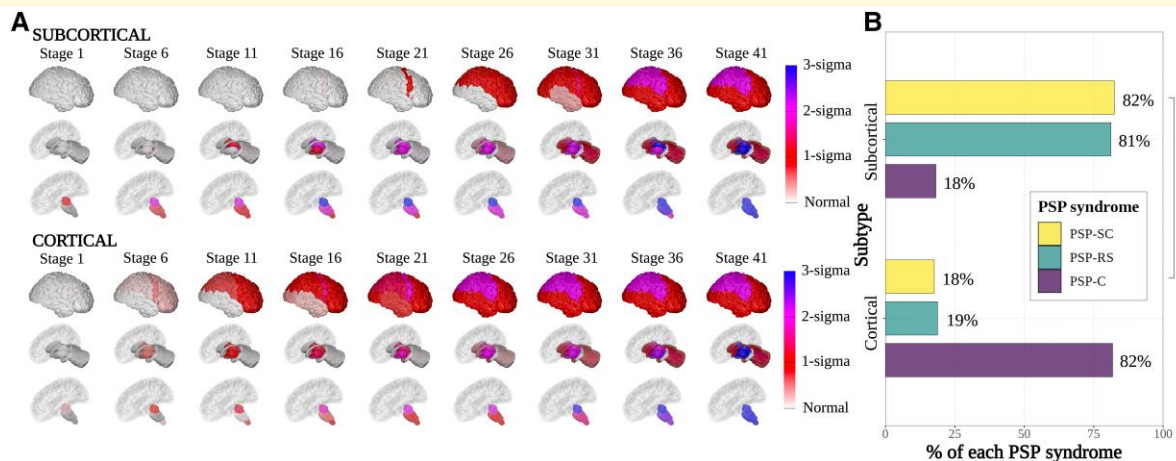 A
SUBCORTICAL
Stage 1 Stage 6 Stage 11 Stage 16 Stage 21 Stage 26 Stage 31 Stage 36 Stage 41
3-sigma
2-sigma
1-sigma
Normal
CORTICAL
Stage 1 Stage 6 Stage 11 Stage 16 Stage 21 Stage 26 Stage 31 Stage 36 Stage 41
3-sigma
2-sigma
1-sigma
Normal
B
Subtype
Subcortical
82%
81%
18%
Cortical
18%
19%
82%
PSP syndrome
PSP-SC
PSP-RS
PSP-C
0 25 50 75 100
% of each PSP syndrome